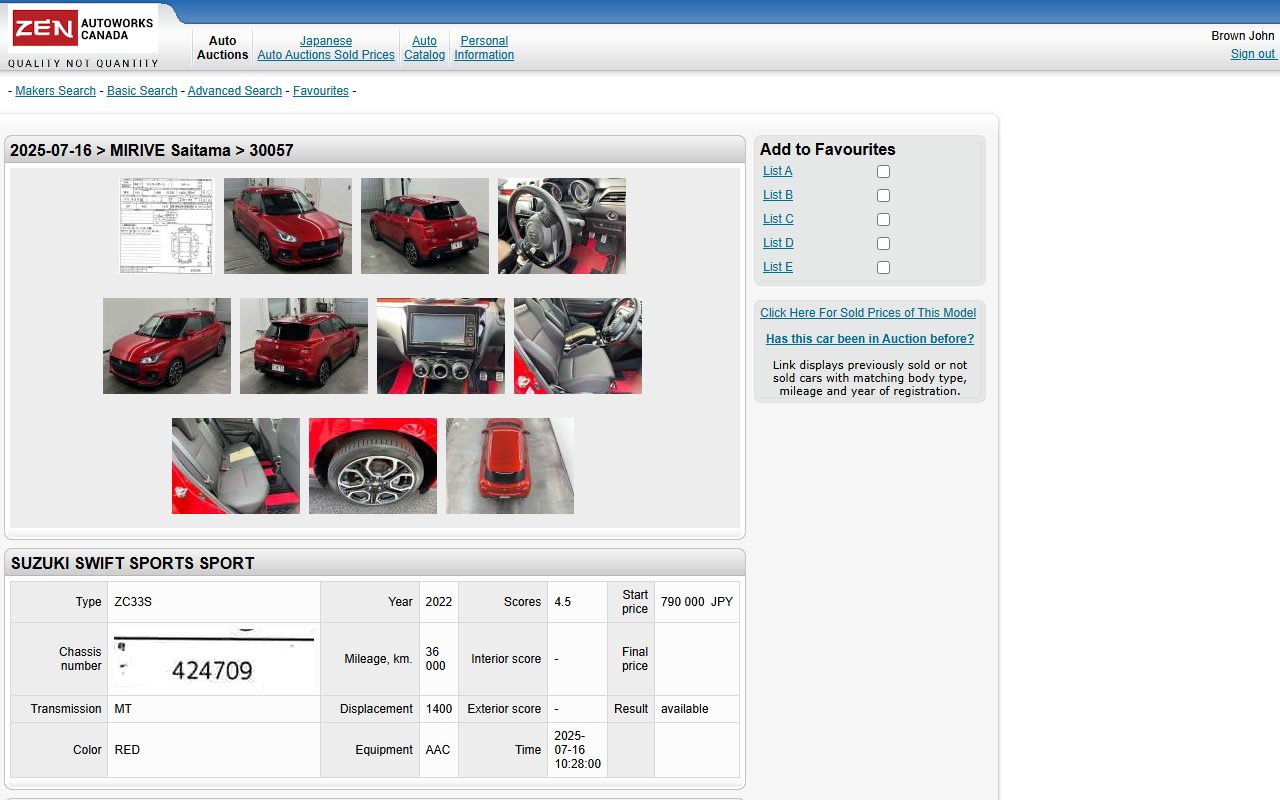 ZEN AUTOWORKS CANADA
QUALITY NOT QUANTITY
Auto Auctions
Japanese Auto Auctions Sold Prices
Auto Catalog
Personal Information
Brown John
Sign out
- Makers Search - Basic Search - Advanced Search - Favourites -
2025-07-16 > MIRIVE Saitama > 30057
Add to Favourites
List A
List B
List C
List D
List E
Click Here For Sold Prices of This Model
Has this car been in Auction before?
Link displays previously sold or not
sold cars with matching body type,
mileage and year of registration.
SUZUKI SWIFT SPORTS SPORT
Type ZC33S Year 2022 Scores 4.5 Start price 790 000 JPY
Chassis number 424709 Mileage, km. 36 000 Interior score - Final price
Transmission MT Displacement 1400 Exterior score - Result available
Color RED Equipment AAC Time 2025-07-16 10:28:00